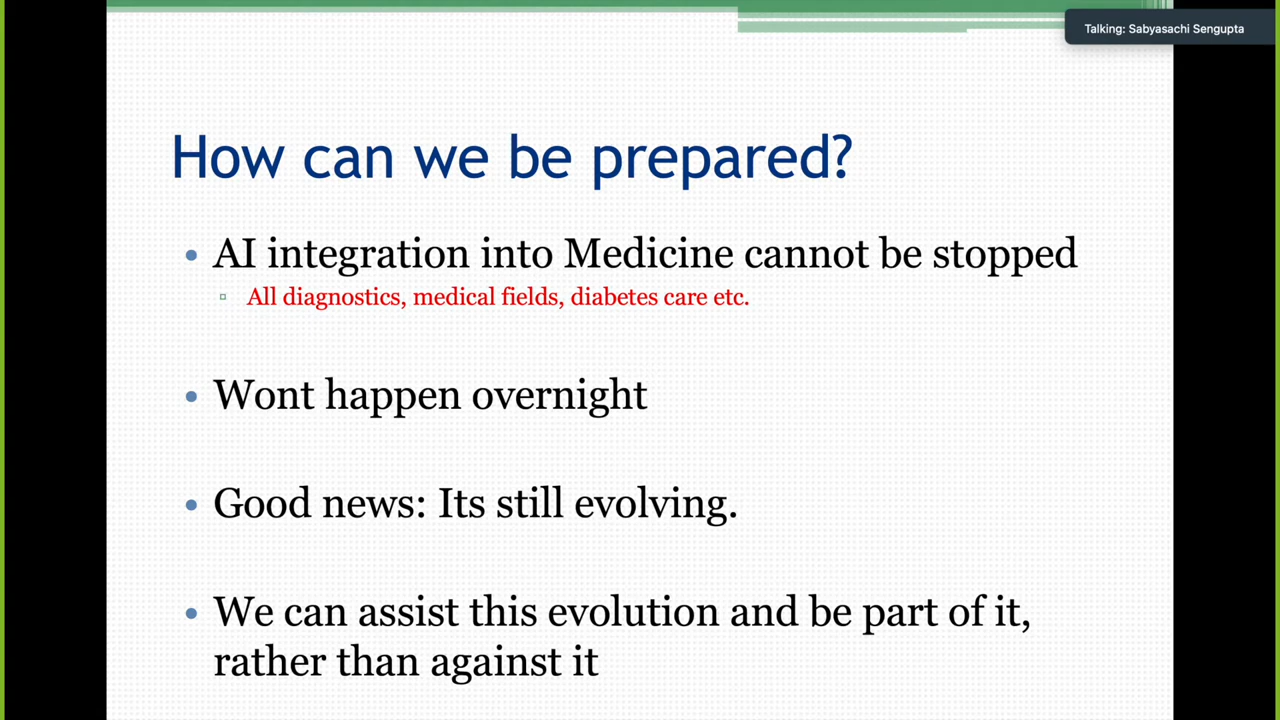 Talking: Sabyasachi Sengupta
How can we be prepared?
• AI integration into Medicine cannot be stopped
▫ All diagnostics, medical fields, diabetes care etc.
• Wont happen overnight
• Good news: Its still evolving.
• We can assist this evolution and be part of it,
rather than against it